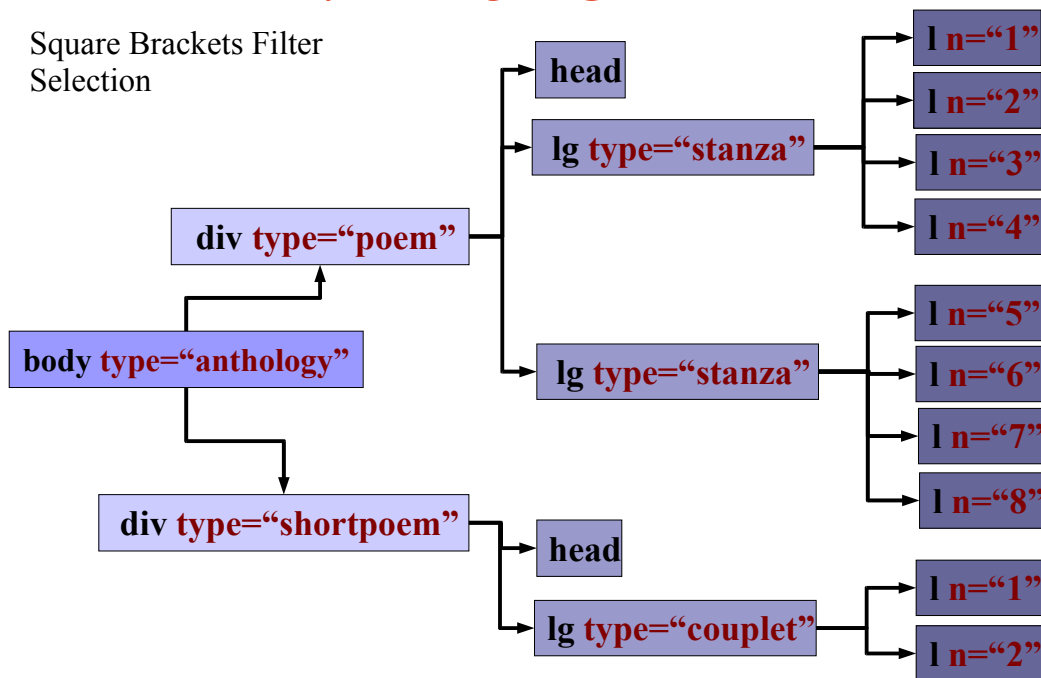 Square Brackets Filter
Selection
head
lg type=“stanza”
l n=“1”
l n=“2”
l n=“3”
l n=“4”
div type=“poem”
body type=“anthology”
lg type=“stanza”
l n=“5”
l n=“6”
l n=“7”
l n=“8”
div type=“shortpoem”
head
lg type=“couplet”
l n=“1”
l n=“2”